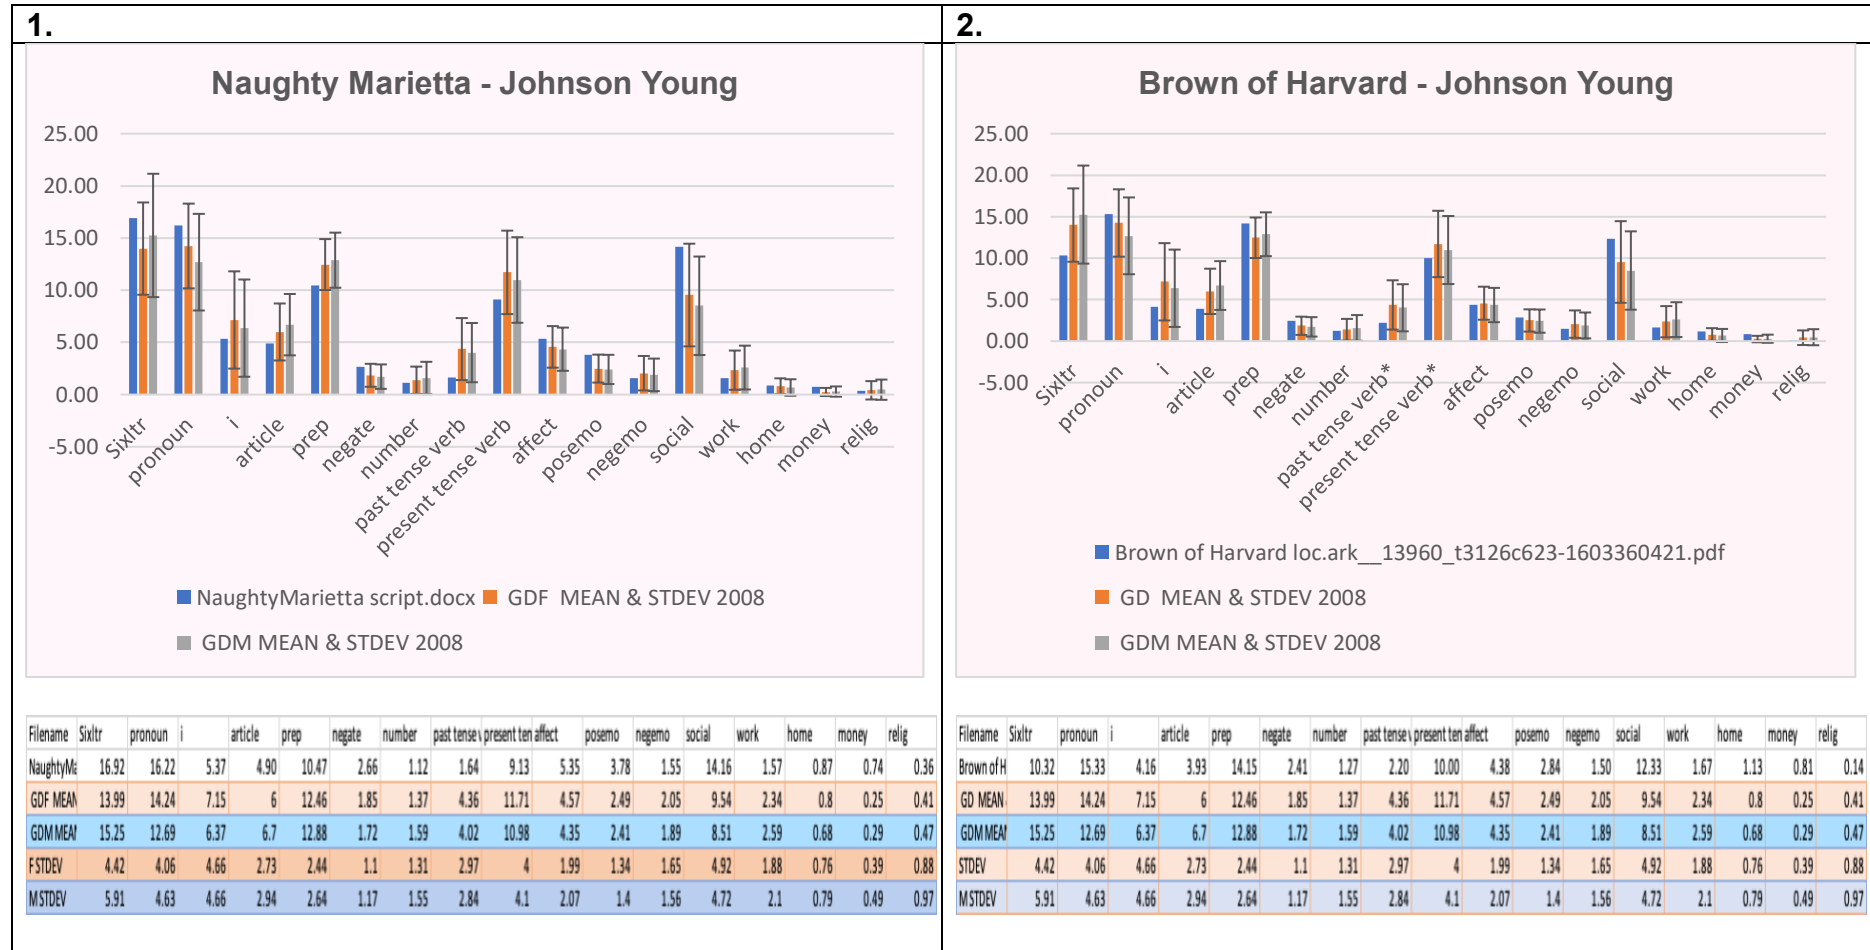 1.
Naughty Marietta - Johnson Young
25.00
20.00
15.00
10.00
5.00
0.00
-5.00
Sixltr pronoun i article prep negate number past tense verb present tense verb affect posemo negemo social work home money relig
NaughtyMarietta script.docx GDF MEAN & STDEV 2008
GDM MEAN & STDEV 2008
Filename Sixltr pronoun i article prep negate number past tense v present ten affect posemo negemo social work home money relig
NaughtyMa 16.92 16.22 5.37 4.90 10.47 2.66 1.12 1.64 9.13 5.35 3.78 1.55 14.16 1.57 0.87 0.74 0.36
GDF MEAN 13.99 14.24 7.15 6 12.46 1.85 1.37 4.36 11.71 4.57 2.49 2.05 9.54 2.34 0.8 0.25 0.41
GDM MEAN 15.25 12.69 6.37 6.7 12.88 1.72 1.59 4.02 10.98 4.35 2.41 1.89 8.51 2.59 0.68 0.29 0.47
F STDEV 4.42 4.06 4.66 2.73 2.44 1.1 1.31 2.97 4 1.99 1.34 1.65 4.92 1.88 0.76 0.39 0.88
M STDEV 5.91 4.63 4.66 2.94 2.64 1.17 1.55 2.84 4.1 2.07 1.4 1.56 4.72 2.1 0.79 0.49 0.97
2.
Brown of Harvard - Johnson Young
25.00
20.00
15.00
10.00
5.00
0.00
-5.00
Sixltr pronoun i article prep negate number past tense verb* present tense verb* affect posemo negemo social work home money relig
Brown of Harvard loc.ark__13960_t3126c623-1603360421.pdf
GD MEAN & STDEV 2008
GDM MEAN & STDEV 2008
Filename Sixltr pronoun i article prep negate number past tense v present ten affect posemo negemo social work home money relig
Brown of H 10.32 15.33 4.16 3.93 14.15 2.41 1.27 2.20 10.00 4.38 2.84 1.50 12.33 1.67 1.13 0.81 0.14
GD MEAN 13.99 14.24 7.15 6 12.46 1.85 1.37 4.36 11.71 4.57 2.49 2.05 9.54 2.34 0.8 0.25 0.41
GDM MEAN 15.25 12.69 6.37 6.7 12.88 1.72 1.59 4.02 10.98 4.35 2.41 1.89 8.51 2.59 0.68 0.29 0.47
STDEV 4.42 4.06 4.66 2.73 2.44 1.1 1.31 2.97 4 1.99 1.34 1.65 4.92 1.88 0.76 0.39 0.88
M STDEV 5.91 4.63 4.66 2.94 2.64 1.17 1.55 2.84 4.1 2.07 1.4 1.56 4.72 2.1 0.79 0.49 0.97